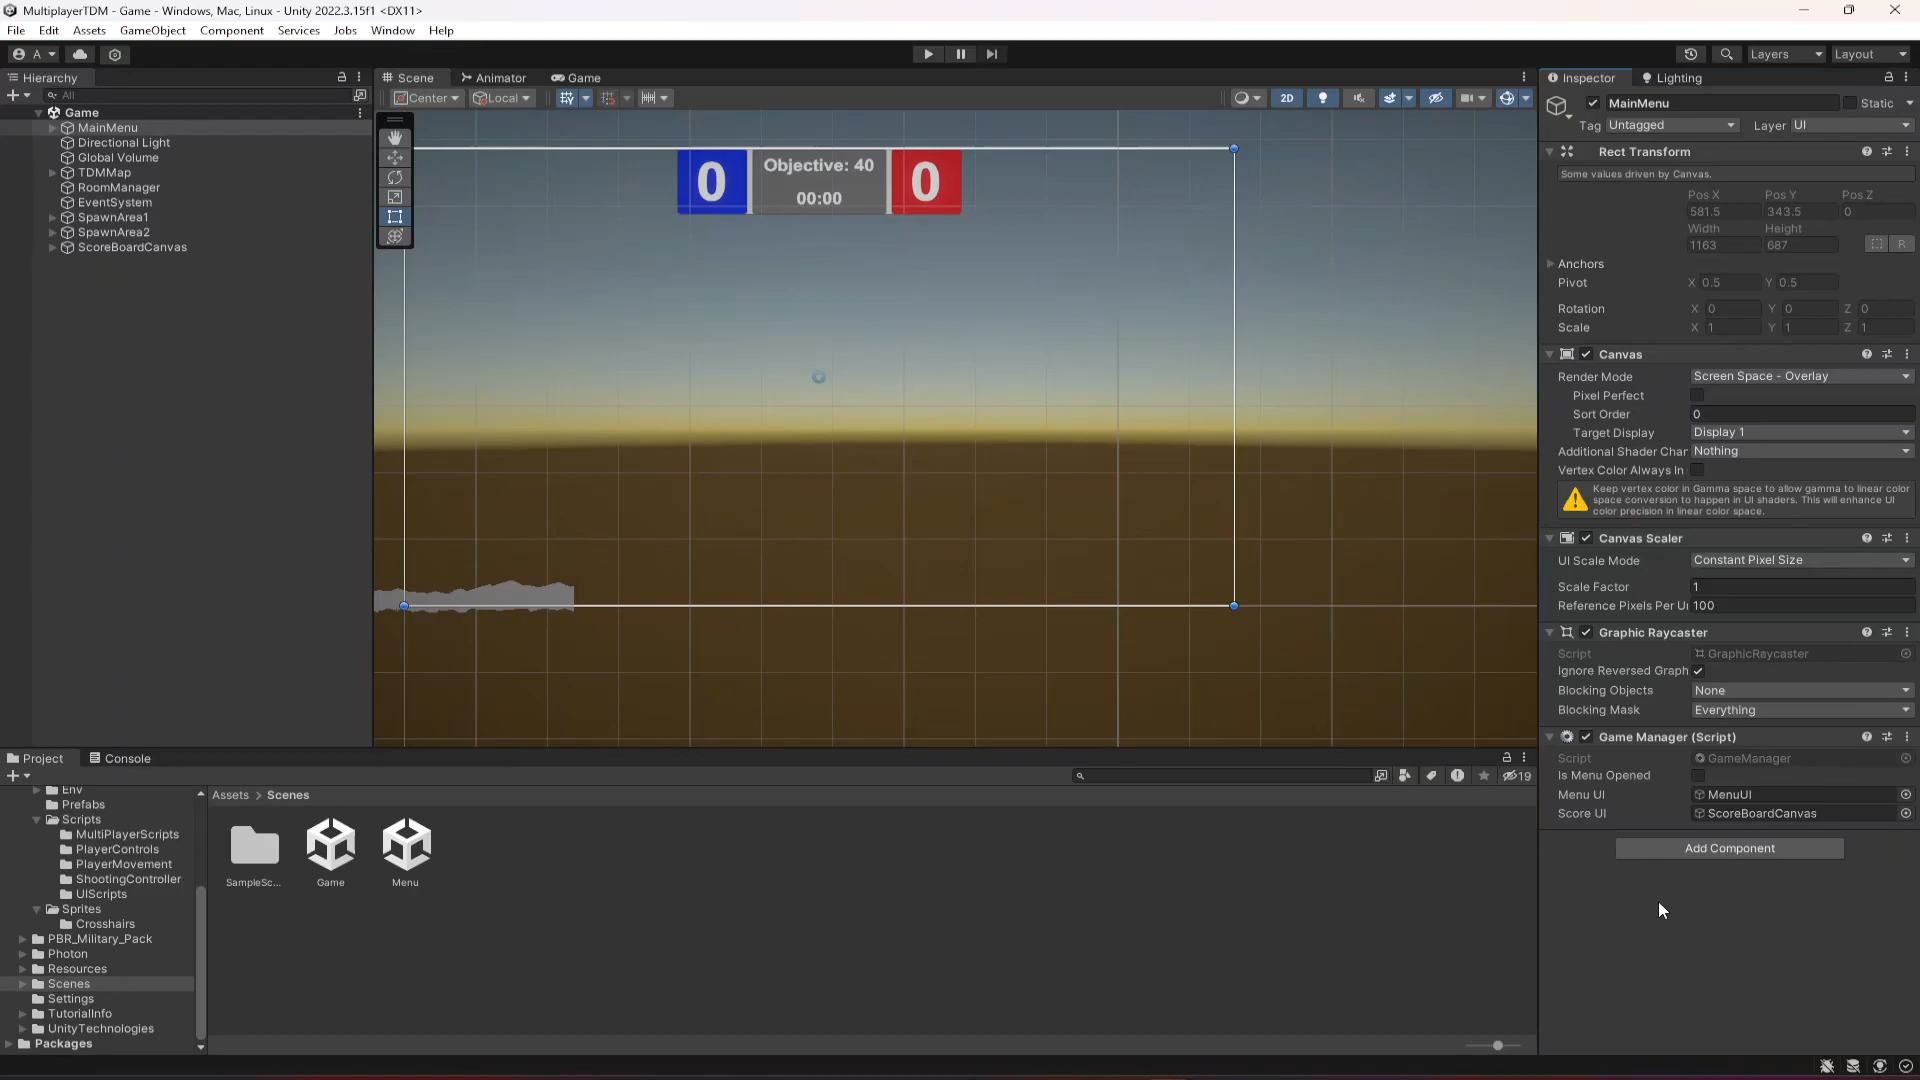 MultiplayerTDM - Game - Windows, Mac, Linux - Unity 2022.3.15f1 <DX11>
File Edit Assets GameObject Component Services Jobs Window Help
A
Layers Layout
Hierarchy
All
Game
MainMenu
Directional Light
Global Volume
TDMMap
RoomManager
EventSystem
SpawnArea1
SpawnArea2
ScoreBoardCanvas
Scene Animator Game
Center Local 2D
0 Objective: 40 0
00:00
Inspector Lighting
MainMenu Static
Tag Untagged Layer UI
Rect Transform
Some values driven by Canvas.
Pos X Pos Y Pos Z
581.5 343.5 0
Width Height
1163 687 R
Anchors
Pivot X 0.5 Y 0.5
Rotation X 0 Y 0 Z 0
Scale X 1 Y 1 Z 1
Canvas
Render Mode Screen Space - Overlay
Pixel Perfect
Sort Order 0
Target Display Display 1
Additional Shader Char Nothing
Vertex Color Always In
Keep vertex color in Gamma space to allow gamma to linear color
space conversion to happen in UI shaders. This will enhance UI
color precision in linear color space.
Canvas Scaler
UI Scale Mode Constant Pixel Size
Scale Factor 1
Reference Pixels Per U 100
Graphic Raycaster
Script GraphicRaycaster
Ignore Reversed Graph
Blocking Objects None
Blocking Mask Everything
Game Manager (Script)
Script GameManager
Is Menu Opened
Menu UI MenuUI
Score UI ScoreBoardCanvas
Add Component
Project Console
19
Env
Prefabs
Scripts
MultiPlayerScripts
PlayerControls
PlayerMovement
ShootingController
UIScripts
Sprites
Crosshairs
PBR_Military_Pack
Photon
Resources
Scenes
Settings
TutorialInfo
UnityTechnologies
Packages
Assets > Scenes
SampleSc... Game Menu